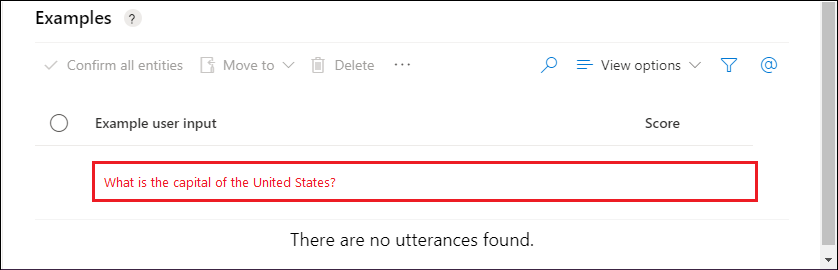 Examples ?
Confirm all entities Move to Delete ... View options @
Example user input Score
What is the capital of the United States?
There are no utterances found.